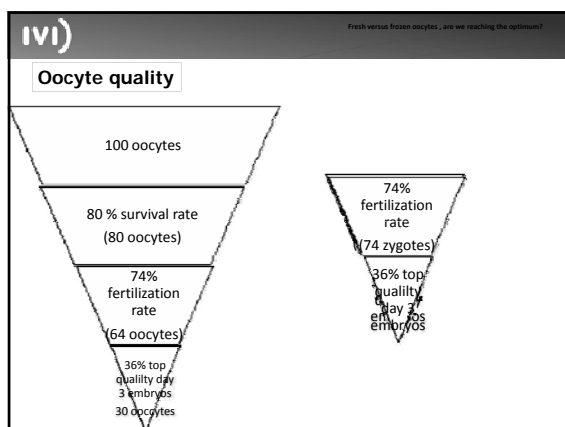 IVI)
Fresh versus frozen oocytes , are we reaching the optimum?
Oocyte quality
100 oocytes
80 % survival rate
(80 oocytes)
74%
fertilization
rate
(64 oocytes)
36% top
qualilty day
3 embryos
30 opccytes
74%
fertilization
rate
(74 zygotes)
36% top
qualilty
day 3
embryos